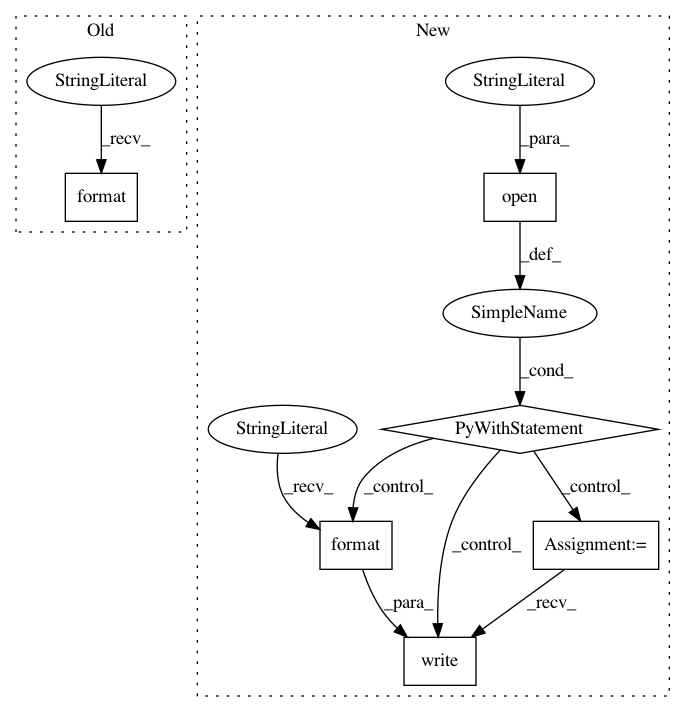 Old
New
StringLiteral
StringLiteral
_recv_
_para_
format
open
_def_
SimpleName
_cond_
StringLiteral
PyWithStatement
_recv_
_control_
_control_
_control_
format
Assignment:=
_para_
_recv_
write